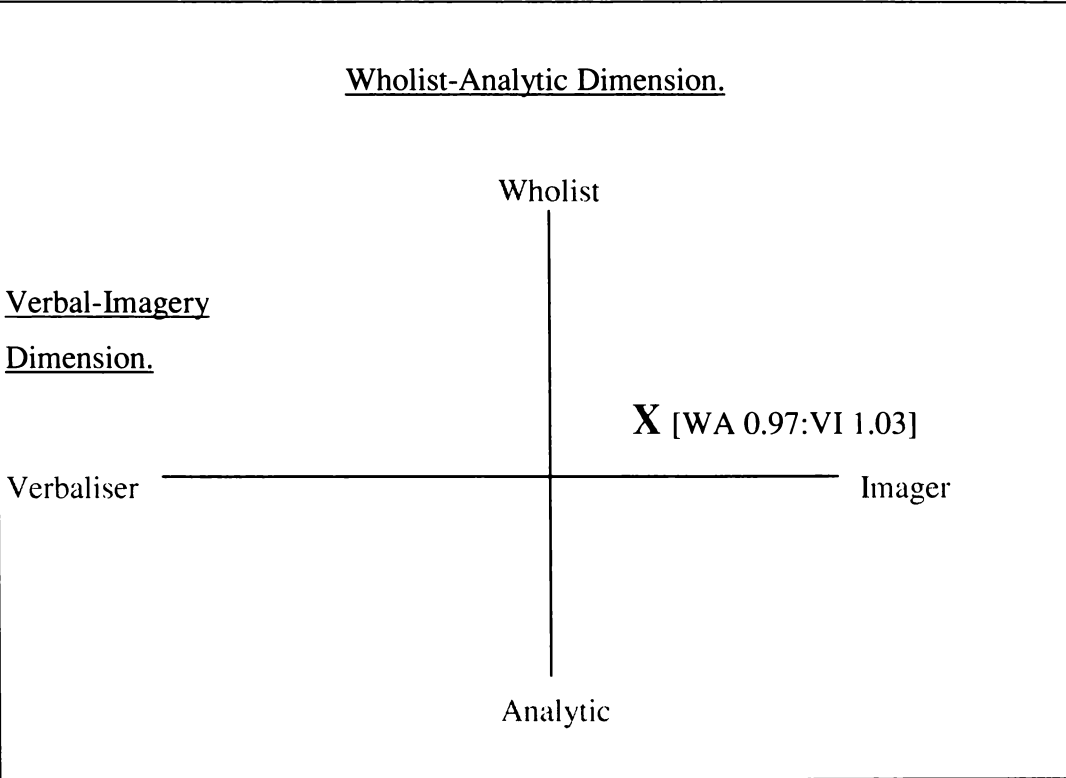 Wholist-Analytic Dimension.
Wholist
Verbal-Imagery
Dimension.
X [WA 0.97:VI 1.03]
Verbaliser
Imager
Analytic